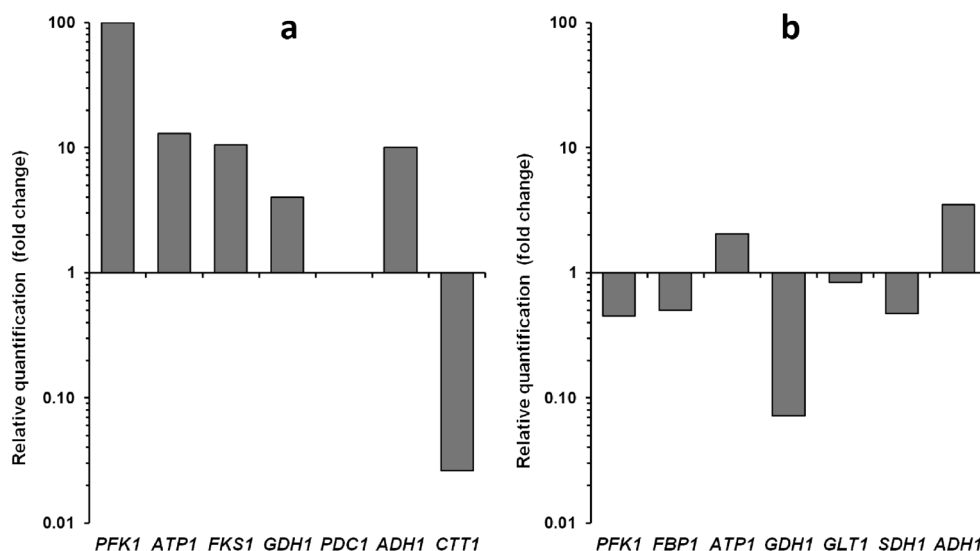 a
Relative quantification (fold change)
100
10
1
0.10
0.01
PFK1 ATP1 FKS1 GDH1 PDC1 ADH1 CTT1
b
Relative quantification (fold change)
100
10
1
0.10
0.01
PFK1 FBP1 ATP1 GDH1 GLT1 SDH1 ADH1